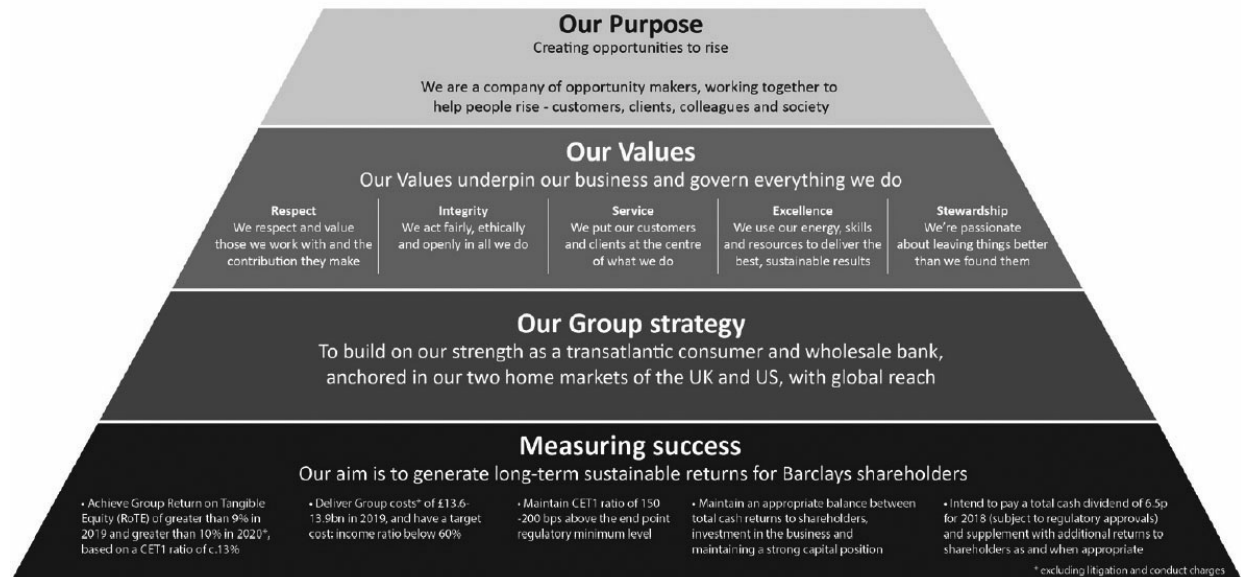 Our Purpose
Creating opportunities to rise
We are a company of opportunity makers, working together to
help people rise - customers, clients, colleagues and society
Our Values
Our Values underpin our business and govern everything we do
Respect
We respect and value
those we work with and the
contribution they make
Integrity
We act fairly, ethically
and openly in all we do
Service
We put our customers
and clients at the centre
of what we do
Excellence
We use our energy, skills
and resources to deliver the
best, sustainable results
Stewardship
We're passionate
about leaving things better
than we found them
Our Group strategy
To build on our strength as a transatlantic consumer and wholesale bank,
anchored in our two home markets of the UK and US, with global reach
Measuring success
Our aim is to generate long-term sustainable returns for Barclays shareholders
• Achieve Group Return on Tangible
Equity (RoTE) of greater than 9% in
2019 and greater than 10% in 2020*,
based on a CET1 ratio of c.13%
• Deliver Group costs* of £13.6-
13.9bn in 2019, and have a target
cost: income ratio below 60%
• Maintain CET1 ratio of 150
-200 bps above the end point
regulatory minimum level
• Maintain an appropriate balance between
total cash returns to shareholders,
investment in the business and
maintaining a strong capital position
• Intend to pay a total cash dividend of 6.5p
for 2018 (subject to regulatory approvals)
and supplement with additional returns to
shareholders as and when appropriate
* excluding litigation and conduct charges